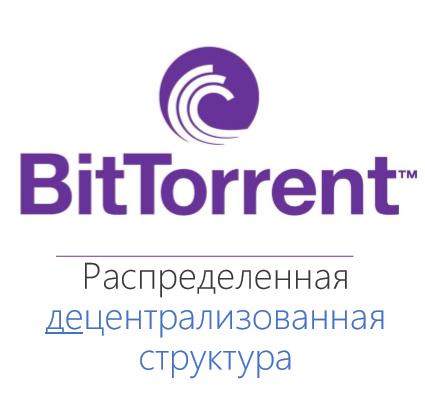 BitTorrent™
Распределенная
децентрализованная
структура